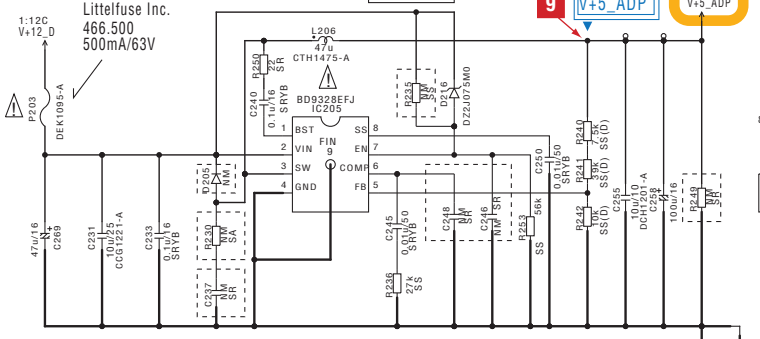 Littelfuse Inc.
466.500
500mA/63V
1:12C
V+12_D
P203
DEK1095-A
9
V+5_ADP
V+5_ADP
L206
47u
CTH1475-A
R250
22
SR
C240
0.1u/16
SRYB
BD9328EFJ
IC205
1 BST
2 VIN
3 SW
4 GND
FIN
9
SS 8
EN 7
COMP 6
FB 5
R235
NM
SS
D216
DZ2J075M0
D205
NM
R230
NM
SA
C237
NM
SR
47u/16
C269
C231
10u/25
CCG1221-A
C233
0.1u/16
SRYB
C245
0.01u/50
SRYB
R236
27k
SS
C248
NM
SR
C246
NM
SR
R253
56k
SS
C250
0.01u/50
SRYB
R240
7.5k
SS(D)
R241
39k
SS(D)
R242
10k
SS(D)
C255
10u/10
DCH1201-A
C258
100u/16
R249
NM
SR